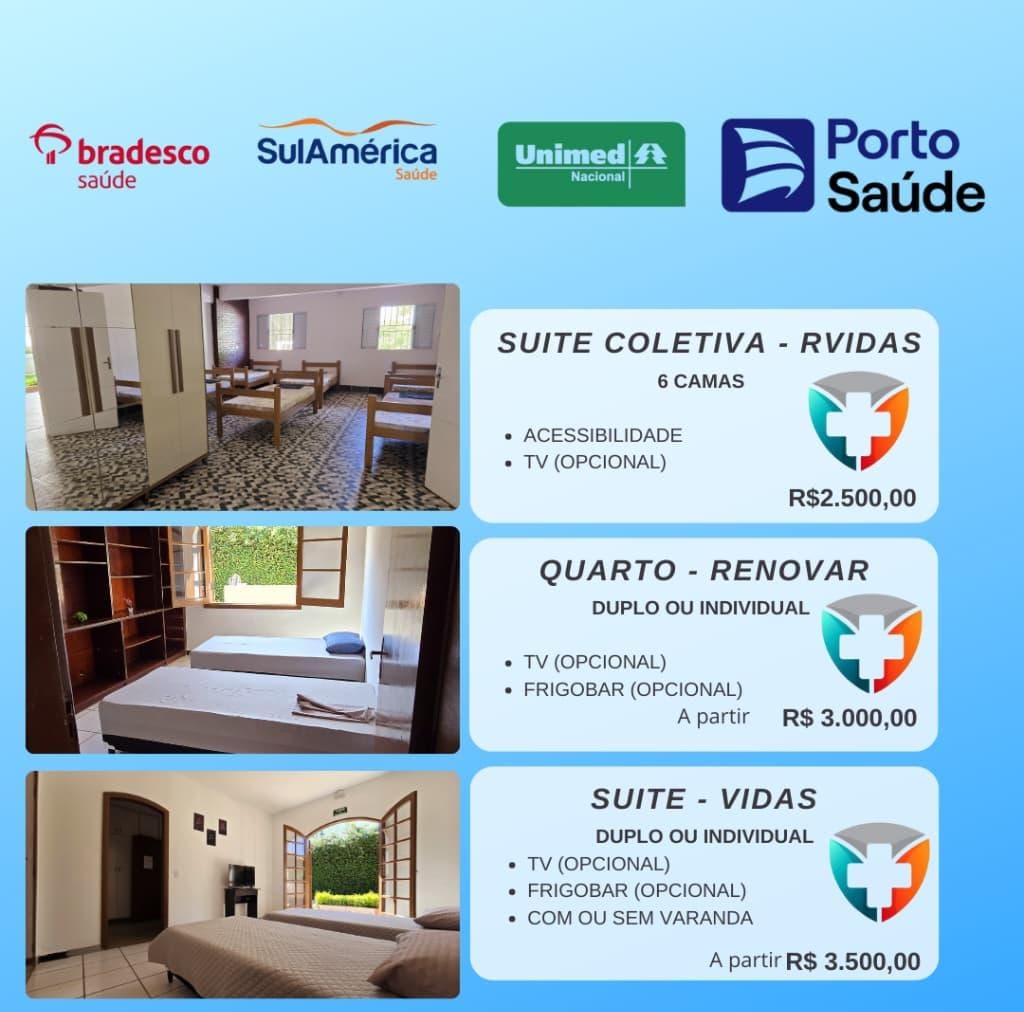 bradesco
saúde
SulAmérica
Saúde
Unimed
Nacional
Porto
Saúde
SUITE COLETIVA - RVIDAS
6 CAMAS
• ACESSIBILIDADE
• TV (OPCIONAL)
R$2.500,00
QUARTO - RENOVAR
DUPLO OU INDIVIDUAL
• TV (OPCIONAL)
• FRIGOBAR (OPCIONAL)
A partir R$ 3.000,00
SUITE - VIDAS
DUPLO OU INDIVIDUAL
• TV (OPCIONAL)
• FRIGOBAR (OPCIONAL)
• COM OU SEM VARANDA
A partir R$ 3.500,00